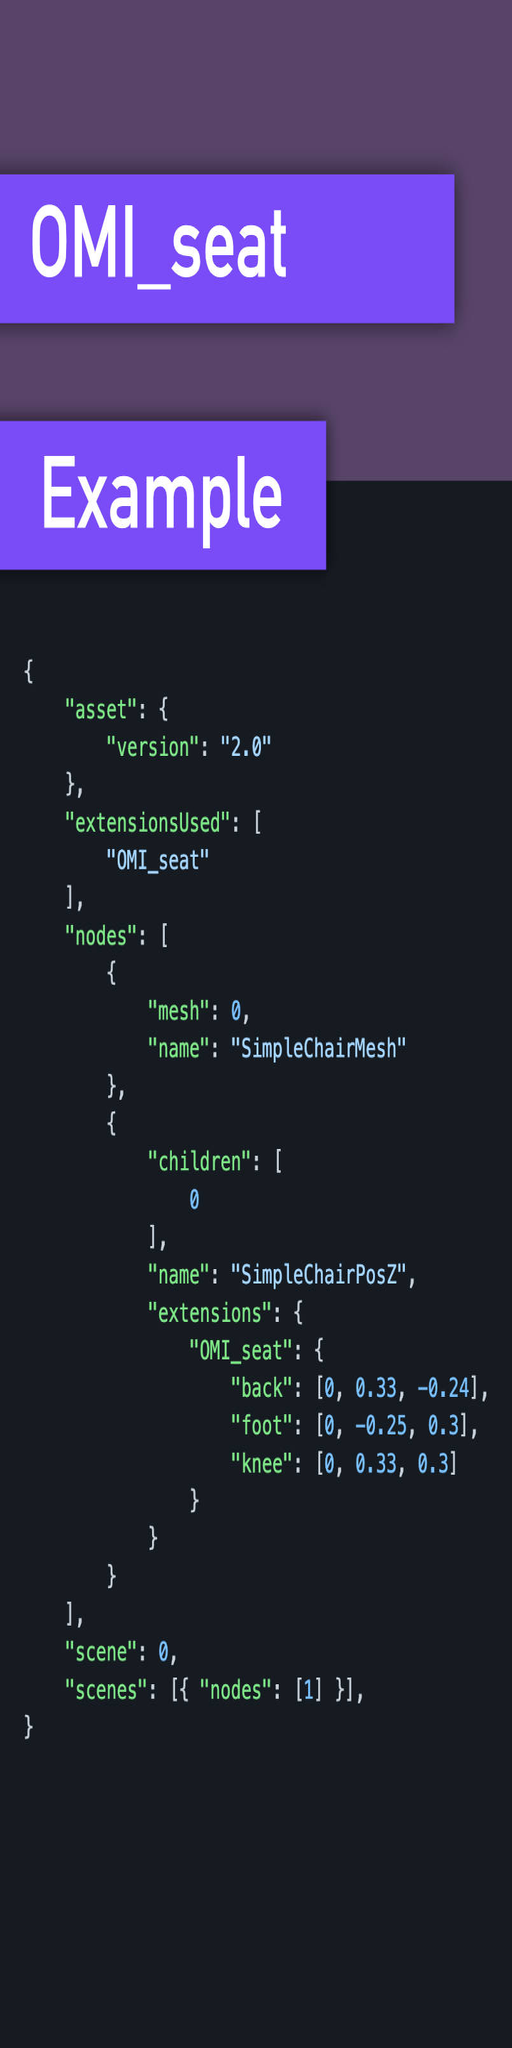 OMI_seat
Example
{
    "asset": {
        "version": "2.0"
    },
    "extensionsUsed": [
        "OMI_seat"
    ],
    "nodes": [
        {
            "mesh": 0,
            "name": "SimpleChairMesh"
        },
        {
            "children": [
                0
            ],
            "name": "SimpleChairPosZ",
            "extensions": {
                "OMI_seat": {
                    "back": [0, 0.33, -0.24],
                    "foot": [0, -0.25, 0.3],
                    "knee": [0, 0.33, 0.3]
                }
            }
        }
    ],
    "scene": 0,
    "scenes": [{ "nodes": [1] }],
}